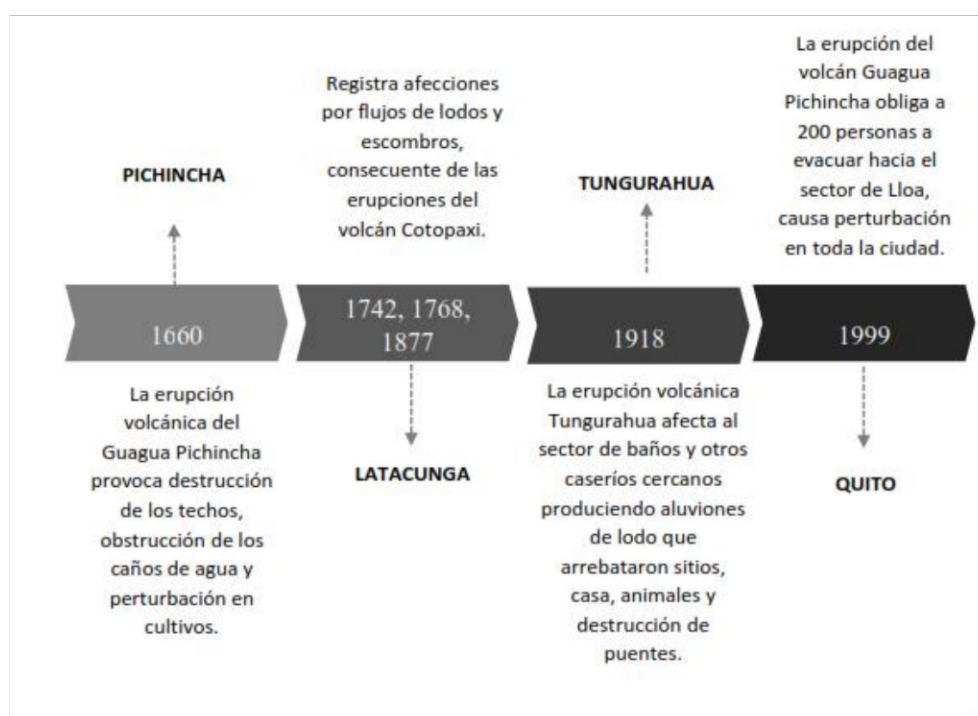 PICHINCHA
1660
La erupción
volcánica del
Guagua Pichincha
provoca destrucción
de los techos,
obstrucción de los
caños de agua y
perturbación en
cultivos.
Registra afecciones
por flujos de lodos y
escombros,
consecuente de las
erupciones del
volcán Cotopaxi.
1742, 1768,
1877
LATACUNGA
TUNGURAHUA
1918
La erupción volcánica
Tungurahua afecta al
sector de baños y otros
caseríos cercanos
produciendo aluviones
de lodo que
arrebataron sitios,
casa, animales y
destrucción de
puentes.
La erupción del
volcán Guagua
Pichincha obliga a
200 personas a
evacuar hacia el
sector de Lloa,
causa perturbación
en toda la ciudad.
1999
QUITO